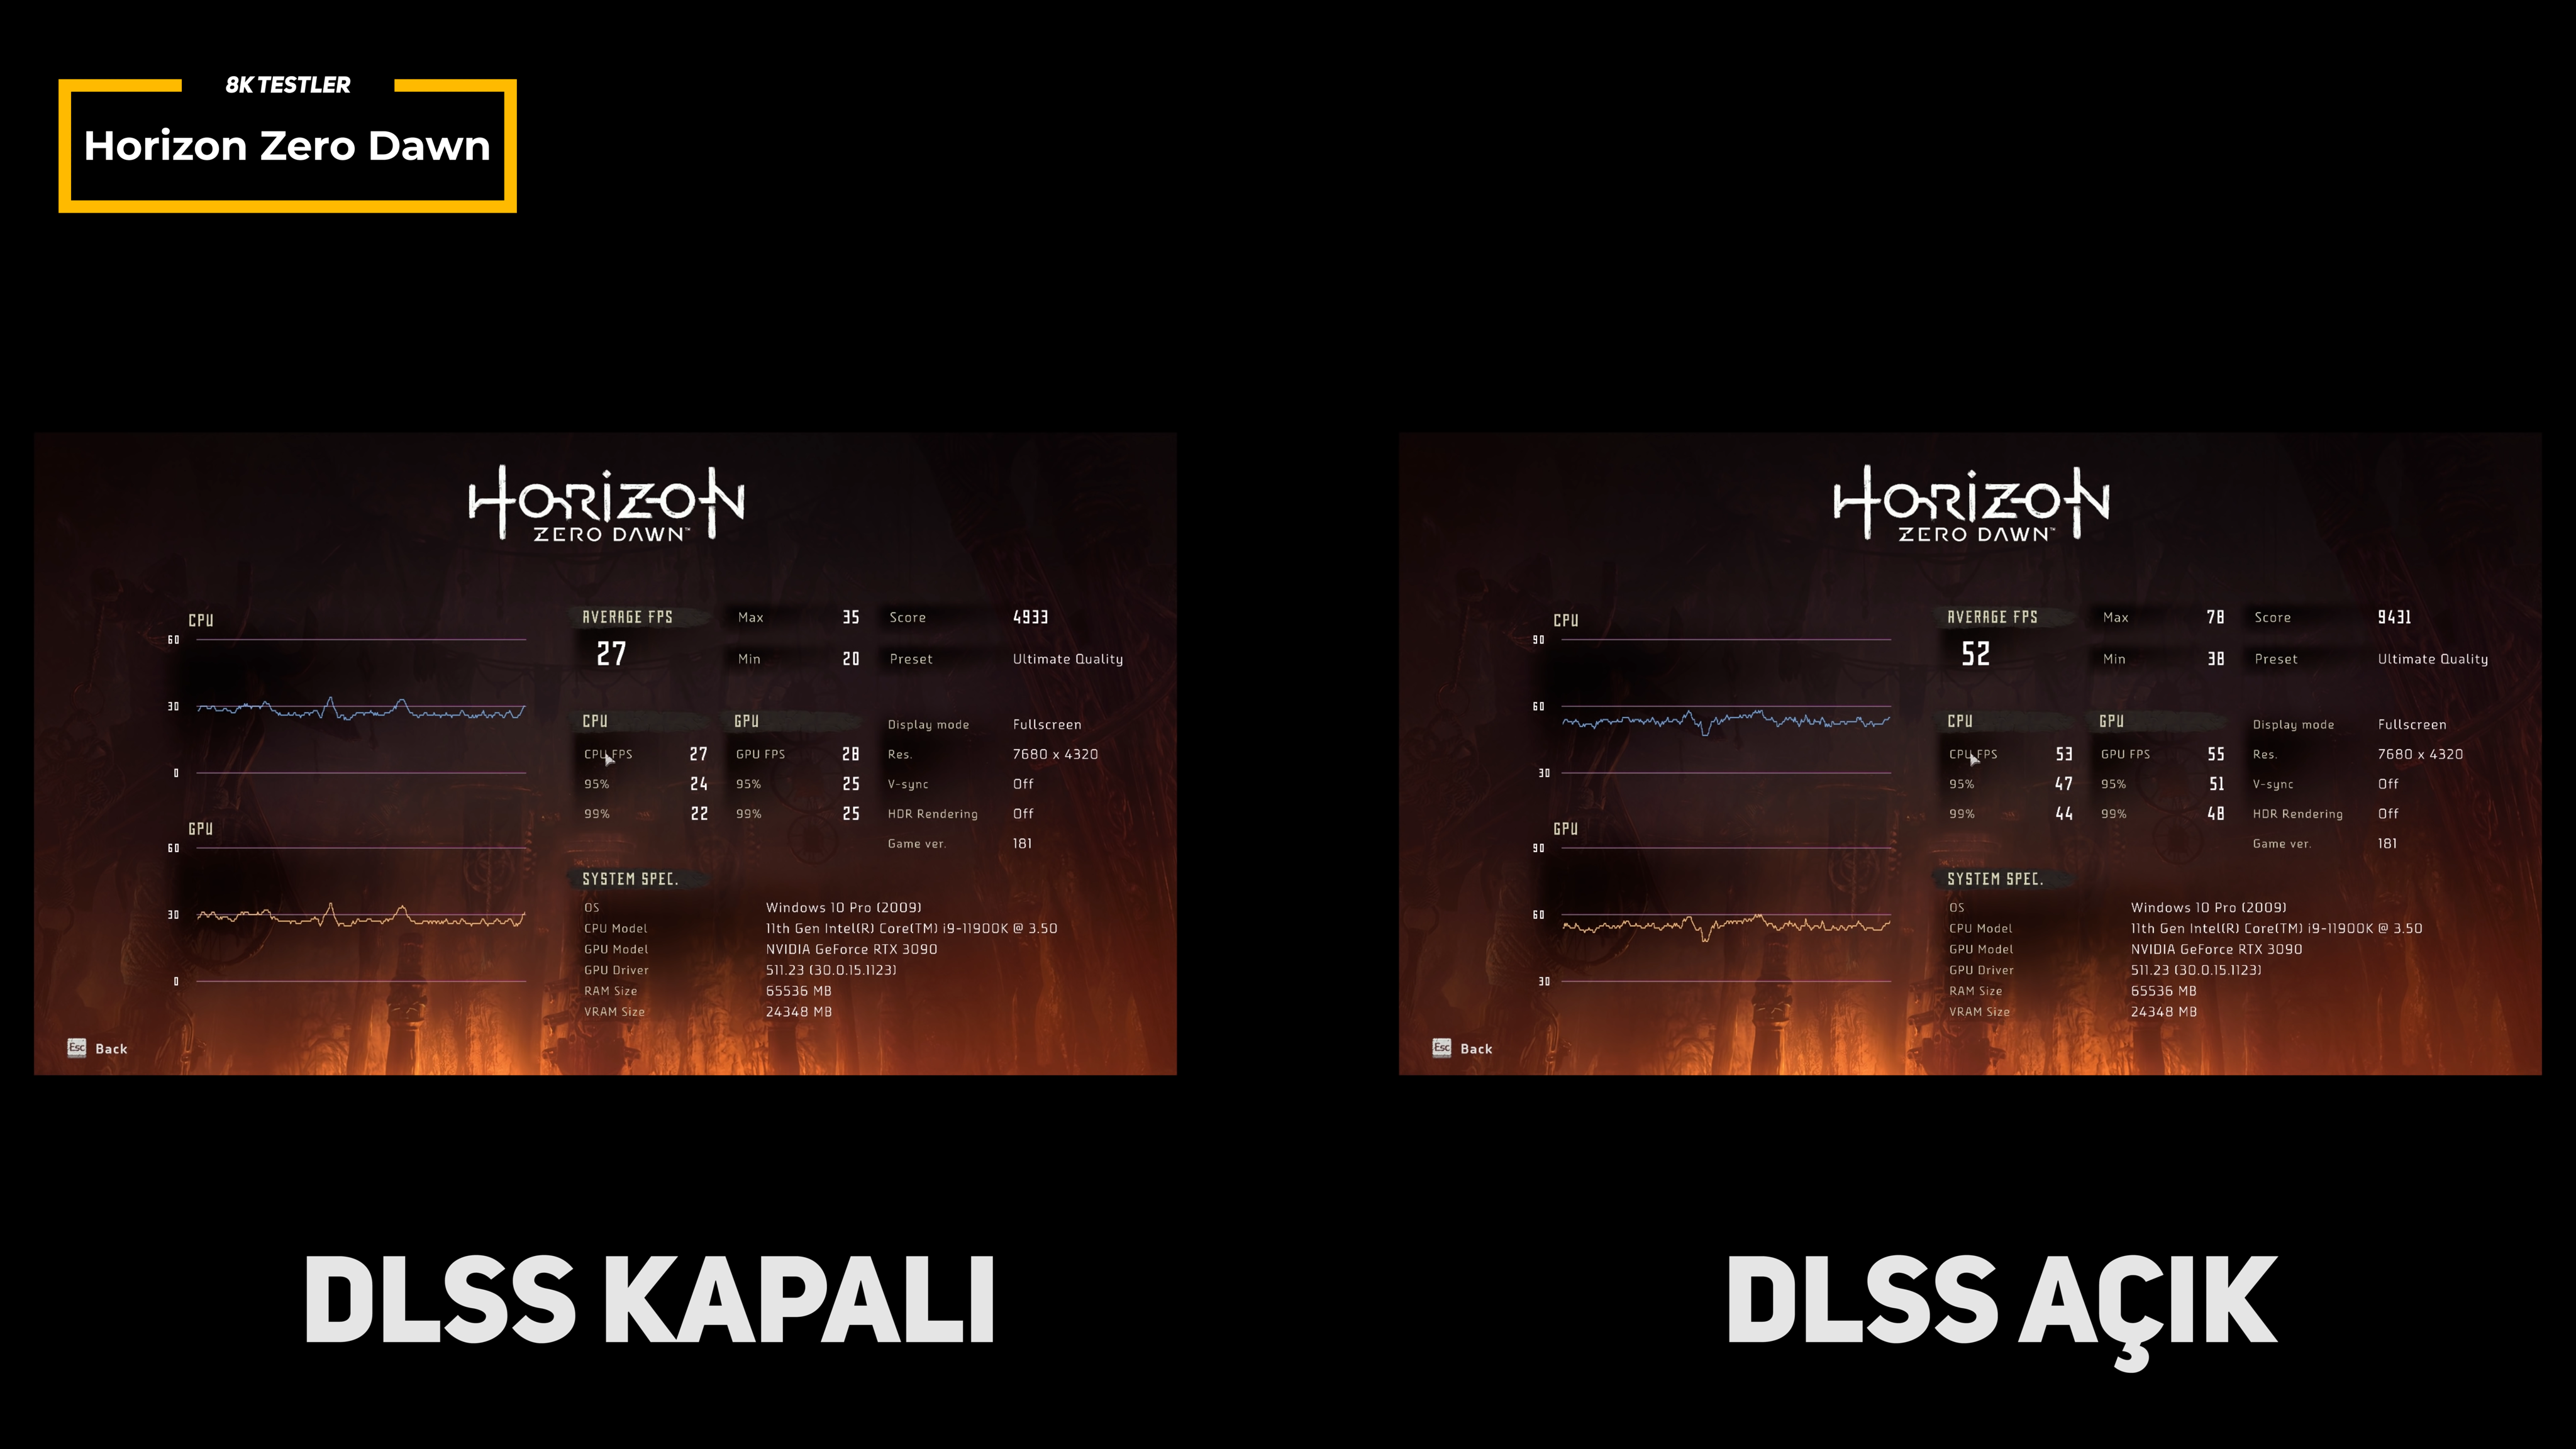 8K TESTLER
Horizon Zero Dawn
HORIZON
ZERO DAWN™
CPU
60
30
0
GPU
60
30
0
AVERAGE FPS
27
Max 35
Min 20
Score 4933
Preset Ultimate Quality
CPU
CPU FPS 27
95% 24
99% 22
GPU
GPU FPS 28
95% 25
99% 25
Display mode Fullscreen
Res. 7680 x 4320
V-sync Off
HDR Rendering Off
Game ver. 181
SYSTEM SPEC.
OS Windows 10 Pro (2009)
CPU Model 11th Gen Intel(R) Core(TM) i9-11900K @ 3.50
GPU Model NVIDIA GeForce RTX 3090
GPU Driver 511.23 (30.0.15.1123)
RAM Size 65536 MB
VRAM Size 24348 MB
Esc Back
HORIZON
ZERO DAWN™
CPU
90
60
30
GPU
90
60
30
AVERAGE FPS
52
Max 78
Min 38
Score 9431
Preset Ultimate Quality
CPU
CPU FPS 53
95% 47
99% 44
GPU
GPU FPS 55
95% 51
99% 48
Display mode Fullscreen
Res. 7680 x 4320
V-sync Off
HDR Rendering Off
Game ver. 181
SYSTEM SPEC.
OS Windows 10 Pro (2009)
CPU Model 11th Gen Intel(R) Core(TM) i9-11900K @ 3.50
GPU Model NVIDIA GeForce RTX 3090
GPU Driver 511.23 (30.0.15.1123)
RAM Size 65536 MB
VRAM Size 24348 MB
Esc Back
DLSS KAPALI
DLSS AÇIK